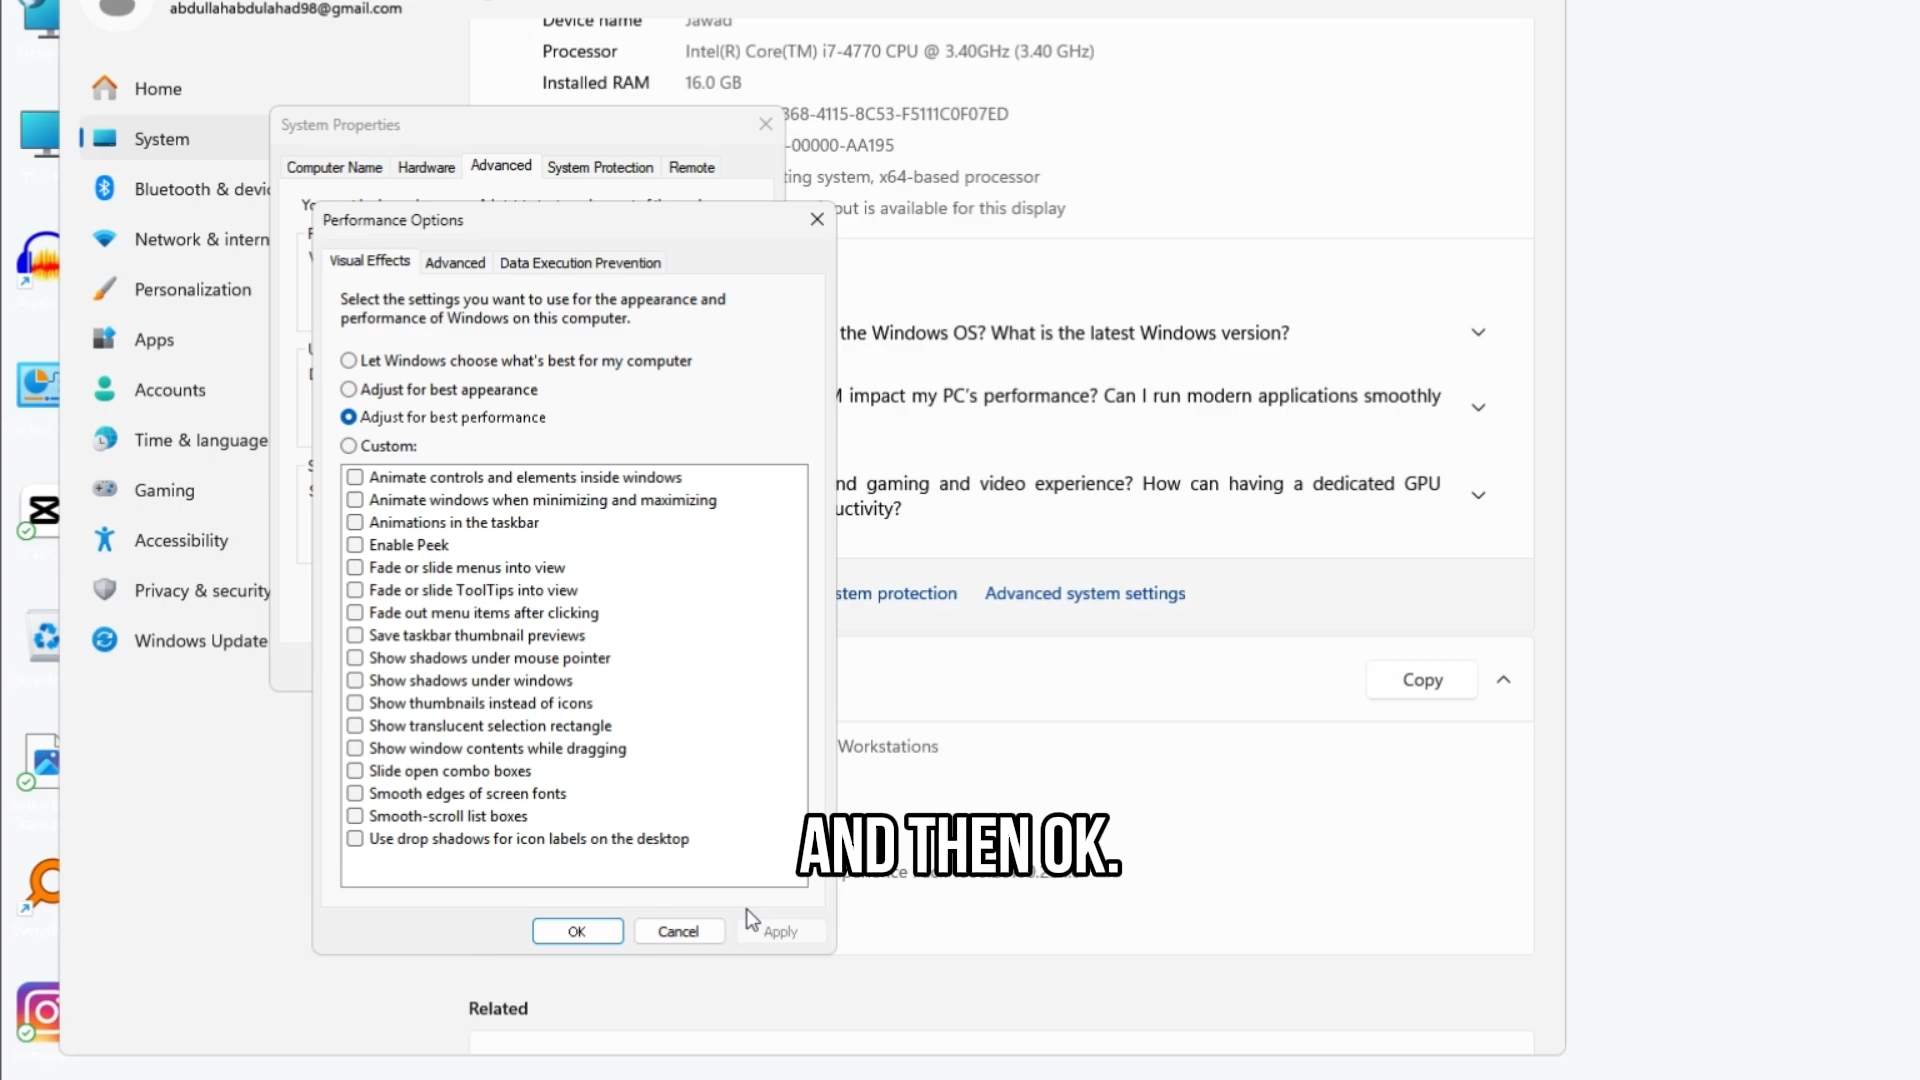 abdullahabdulahad98@gmail.com
Home
System
Bluetooth & devic
Network & intern
Personalization
Apps
Accounts
Time & language
Gaming
Accessibility
Privacy & security
Windows Update
Device name Jawad
Processor Intel(R) Core(TM) i7-4770 CPU @ 3.40GHz (3.40 GHz)
Installed RAM 16.0 GB
368-4115-8C53-F5111C0F07ED
-00000-AA195
ting system, x64-based processor
put is available for this display
System Properties
Computer Name Hardware Advanced System Protection Remote
Performance Options
Visual Effects Advanced Data Execution Prevention
Select the settings you want to use for the appearance and
performance of Windows on this computer.
Let Windows choose what's best for my computer
Adjust for best appearance
Adjust for best performance
Custom:
Animate controls and elements inside windows
Animate windows when minimizing and maximizing
Animations in the taskbar
Enable Peek
Fade or slide menus into view
Fade or slide ToolTips into view
Fade out menu items after clicking
Save taskbar thumbnail previews
Show shadows under mouse pointer
Show shadows under windows
Show thumbnails instead of icons
Show translucent selection rectangle
Show window contents while dragging
Slide open combo boxes
Smooth edges of screen fonts
Smooth-scroll list boxes
Use drop shadows for icon labels on the desktop
OK Cancel Apply
the Windows OS? What is the latest Windows version?
impact my PC's performance? Can I run modern applications smoothly
nd gaming and video experience? How can having a dedicated GPU
uctivity?
stem protection Advanced system settings
Copy
Workstations
AND THEN OK.
Related